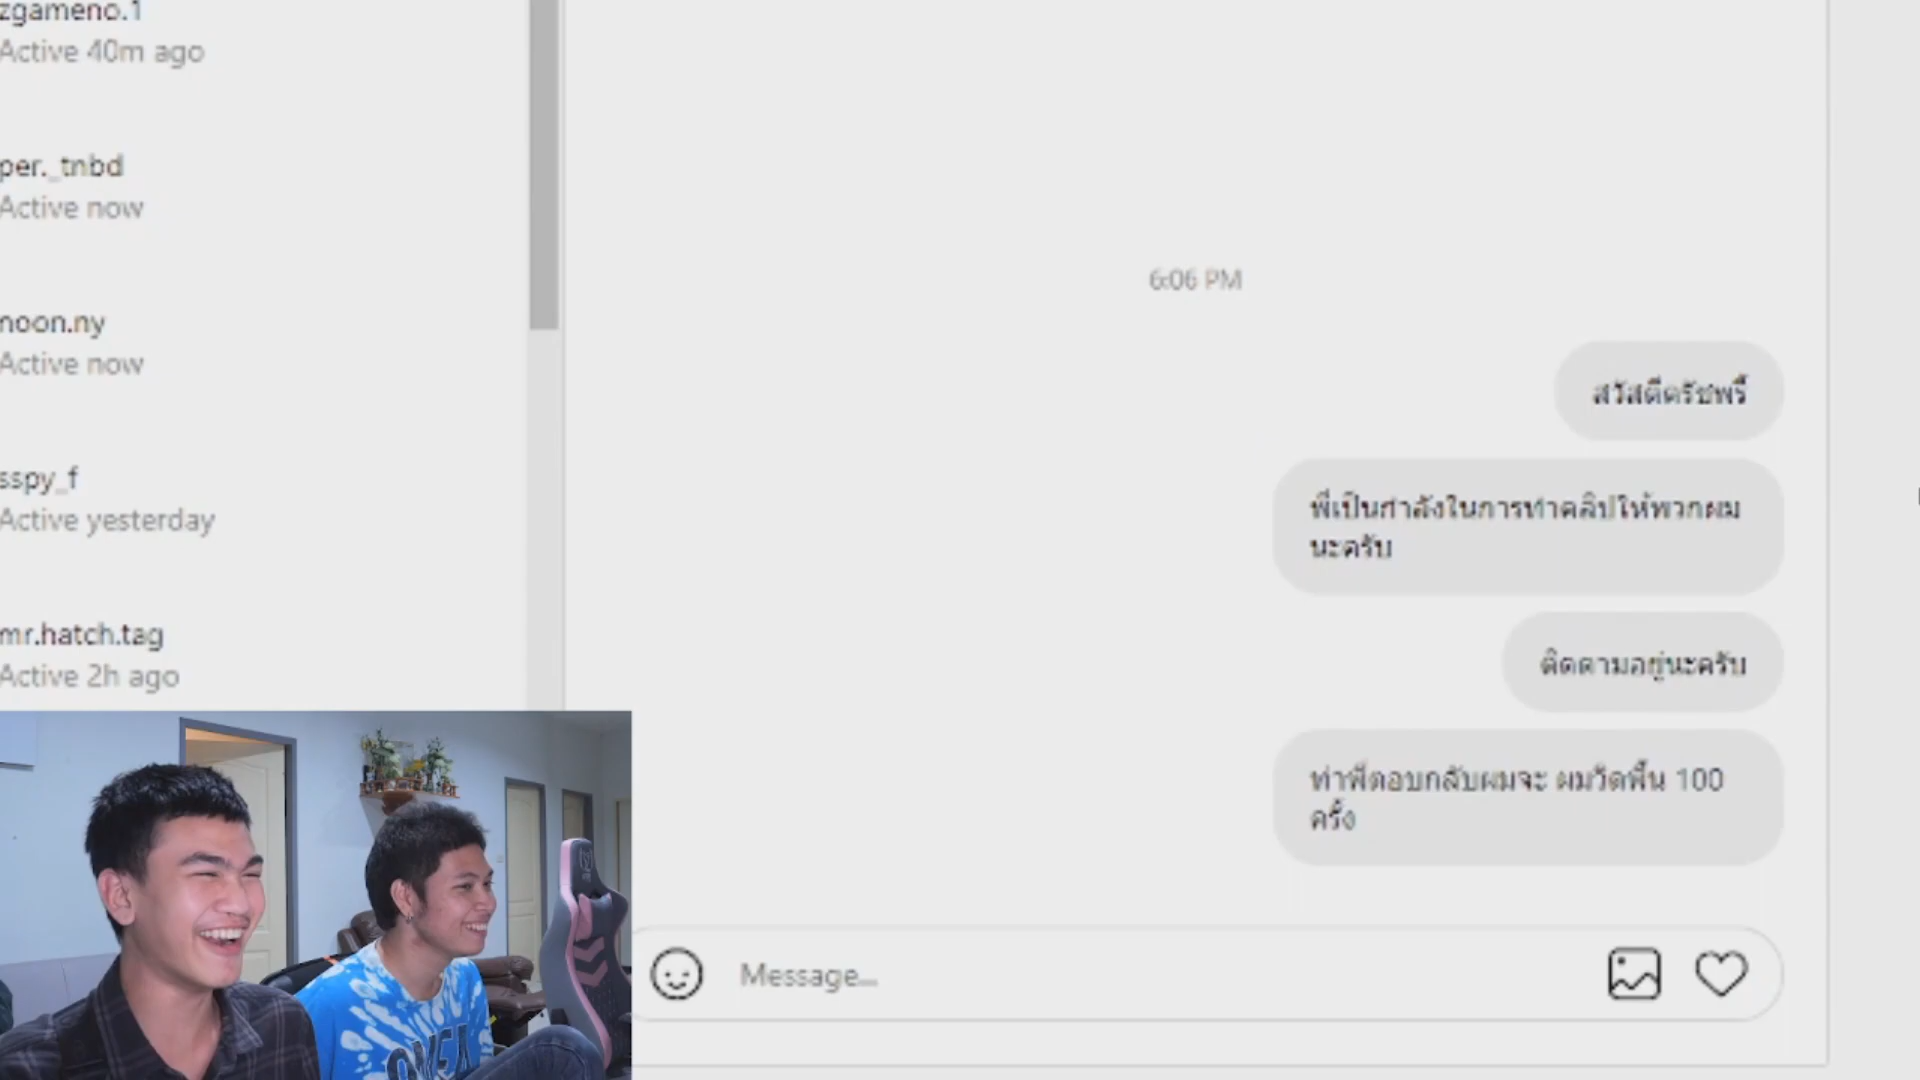 zgameno.1
Active 40m ago
per._tnbd
Active now
noon.ny
Active now
sspy_f
Active yesterday
mr.hatch.tag
Active 2h ago
6:06 PM
สวัสดีครัชพรี้
พี่เป็นกำลังในการทำคลิปให้พวกผม
นะครับ
ติดตามอยู่นะครับ
ท่าพี่ตอบกลับผมจะ ผมวิดพื้น 100
ครั้ง
Message...